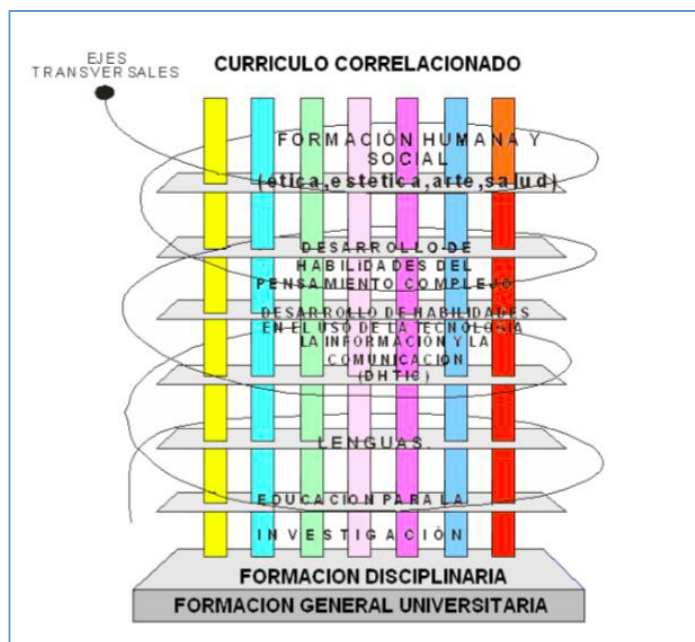 EJES
TRANSVERSALES
CURRICULO CORRELACIONADO
FORMACIÓN HUMANA Y
SOCIAL
(ética,estetica,arte,salud)
DESARROLLO DE
HABILIDADES DEL
PENSAMIENTO COMPLEJO
DESARROLLO DE HABILIDADES
EN EL USO DE LA TECNOLOGIA
LA INFORMACIÓN Y LA
COMUNICACIÓN
(DHTIC)
LENGUAS.
EDUCACION PARA LA
INVESTIGACIÓN
FORMACION DISCIPLINARIA
FORMACION GENERAL UNIVERSITARIA